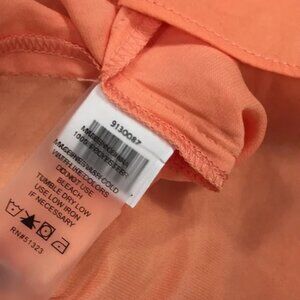 9130087
100% POLYESTER
MACHINE WASH COLD
WITH LIKE COLORS
DO NOT USE
BLEACH
TUMBLE DRY LOW
USE LOW IRON
IF NECESSARY
RN#51323